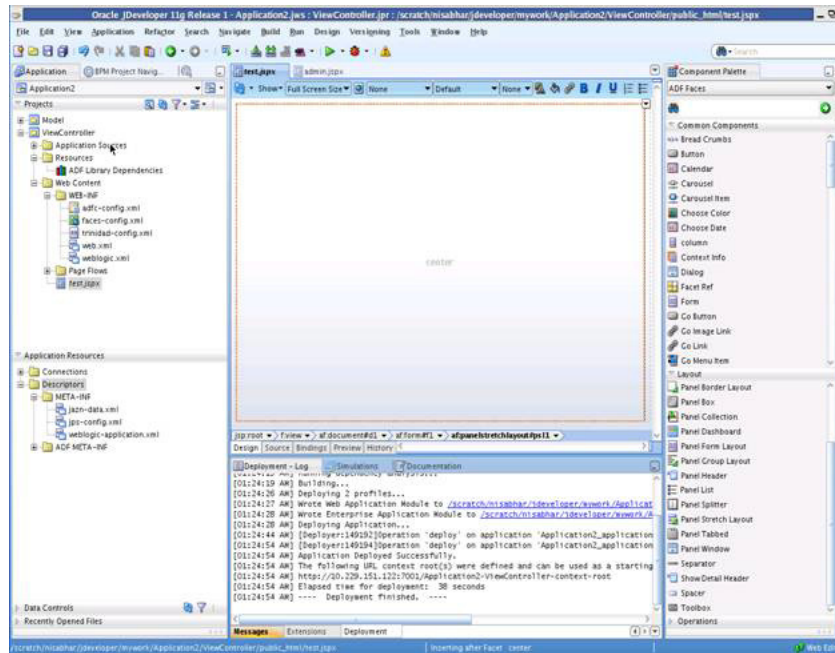 Oracle JDeveloper 11g Release 1 - Application2.jws : ViewController.jpr : /scratch/nisabhar/jdeveloper/mywork/Application2/ViewController/public_html/test.jspx
File Edit View Application Refactor Search Navigate Build Run Design Versioning Tools Window Help
Search
Application
BPM Project Navig...
Application2
Projects
Model
ViewController
Application Sources
Resources
ADF Library Dependencies
Web Content
WEB-INF
adfc-config.xml
faces-config.xml
trinidad-config.xml
web.xml
weblogic.xml
Page Flows
test.jspx
Application Resources
Connections
Descriptors
META-INF
jazn-data.xml
jps-config.xml
weblogic-application.xml
ADF META-INF
Data Controls
Recently Opened Files
test.jspx
admin.jspx
Show Full Screen Size None Default None B I U
center
jsp:root f:view af:document#d1 af:form#f1 af:panelstretchlayout#psl1
Design Source Bindings Preview History
Deployment - Log
Simulations
Documentation
[01:24:19 AM] Building...
[01:24:26 AM] Deploying 2 profiles...
[01:24:27 AM] Wrote Web Application Module to /scratch/nisabhar/jdeveloper/mywork/Applicat
[01:24:28 AM] Wrote Enterprise Application Module to /scratch/nisabhar/jdeveloper/mywork/A
[01:24:28 AM] Deploying Application...
[01:24:44 AM] [Deployer:149192]Operation 'deploy' on application 'Application2_application
[01:24:54 AM] [Deployer:149194]Operation 'deploy' on application 'Application2_application
[01:24:54 AM] Application Deployed Successfully.
[01:24:54 AM] The following URL context root(s) were defined and can be used as a starting
[01:24:54 AM] http://10.229.151.122:7001/Application2-ViewController-context-root
[01:24:54 AM] Elapsed time for deployment: 38 seconds
[01:24:54 AM] ---- Deployment finished. ----
Messages Extensions Deployment
Component Palette
ADF Faces
Common Components
Bread Crumbs
Button
Calendar
Carousel
Carousel Item
Choose Color
Choose Date
column
Context Info
Dialog
Facet Ref
Form
Go Button
Go Image Link
Go Link
Go Menu Item
Layout
Panel Border Layout
Panel Box
Panel Collection
Panel Dashboard
Panel Form Layout
Panel Group Layout
Panel Header
Panel List
Panel Splitter
Panel Stretch Layout
Panel Tabbed
Panel Window
Separator
Show Detail Header
Spacer
Toolbox
Operations
/scratch/nisabhar/jdeveloper/mywork/Application2/ViewController/public_html/test.jspx
Inserting after Facet center
Web Edi